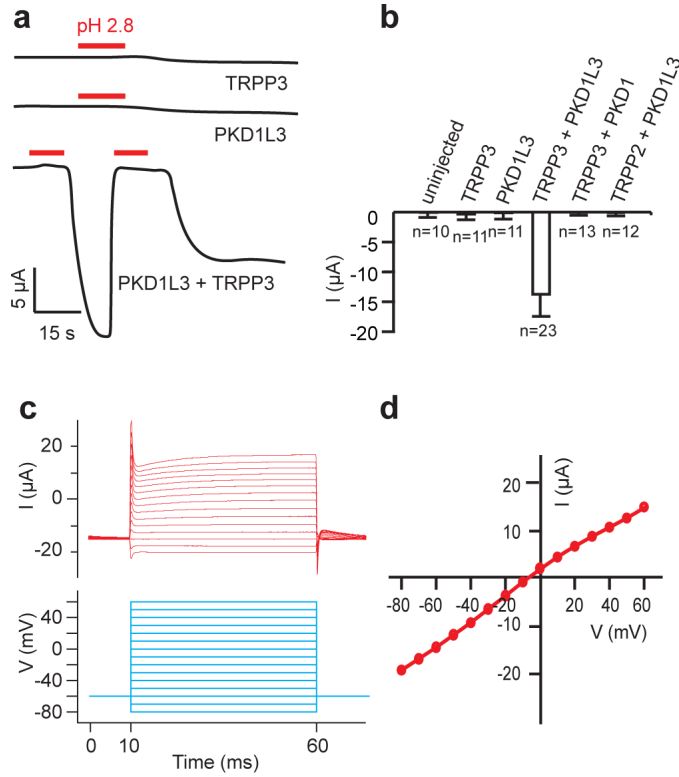 a
pH 2.8
TRPP3
PKD1L3
PKD1L3 + TRPP3
5 µA
15 s
b
uninjected
TRPP3
PKD1L3
TRPP3 + PKD1L3
TRPP3 + PKD1
TRPP2 + PKD1L3
I (µA)
0
-5
-10
-15
-20
n=10
n=11
n=11
n=23
n=13
n=12
c
I (µA)
20
0
-20
V (mV)
40
0
-40
-80
0
10
60
Time (ms)
d
I (µA)
20
10
-10
-20
-80
-60
-40
-20
0
20
40
60
V (mV)